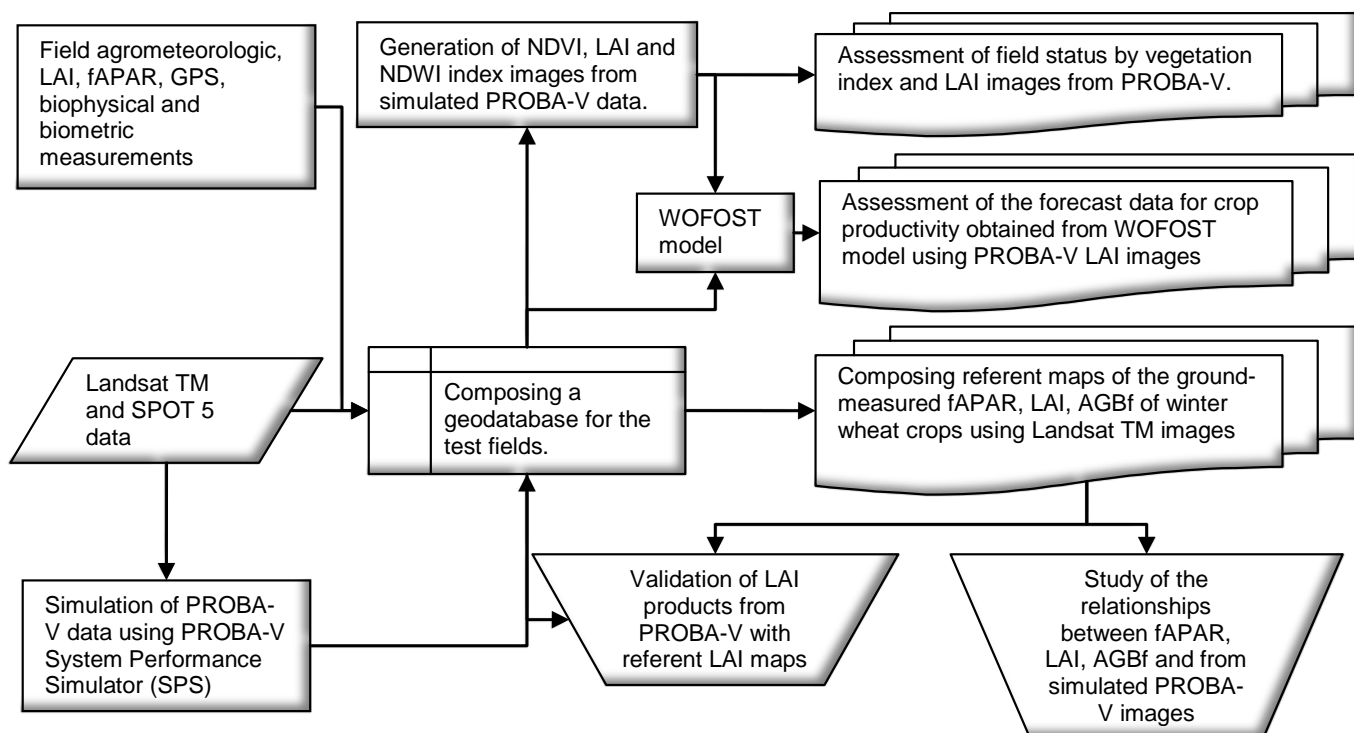 Field agrometeorologic,
LAI, fAPAR, GPS,
biophysical and
biometric
measurements
Generation of NDVI, LAI and
NDWI index images from
simulated PROBA-V data.
Assessment of field status by vegetation
index and LAI images from PROBA-V.
WOFOST
model
Assessment of the forecast data for crop
productivity obtained from WOFOST
model using PROBA-V LAI images
Landsat TM
and SPOT 5
data
Composing a
geodatabase for the
test fields.
Composing referent maps of the ground-
measured fAPAR, LAI, AGBf of winter
wheat crops using Landsat TM images
Simulation of PROBA-
V data using PROBA-V
System Performance
Simulator (SPS)
Validation of LAI
products from
PROBA-V with
referent LAI maps
Study of the
relationships
between fAPAR,
LAI, AGBf and from
simulated PROBA-
V images